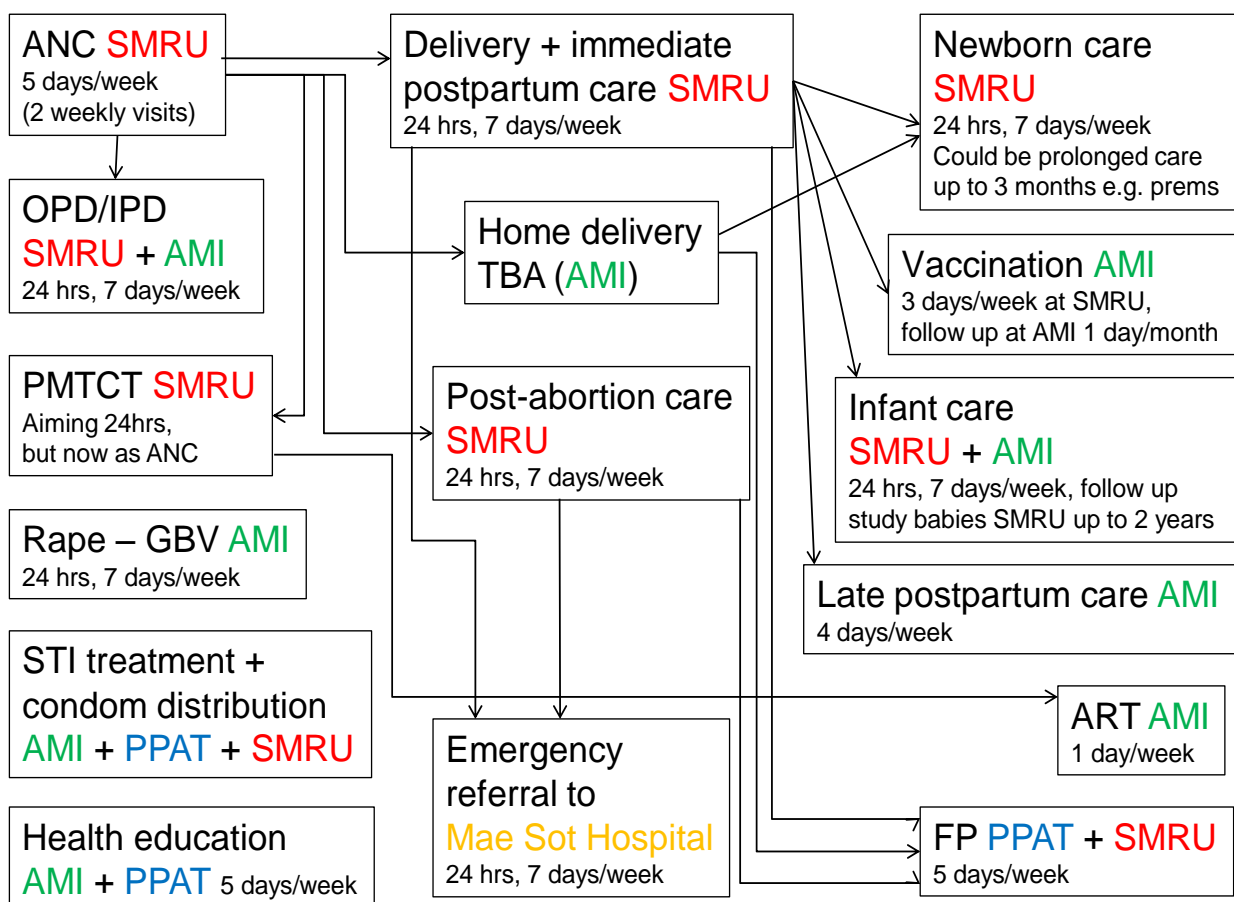 ANC SMRU
5 days/week
(2 weekly visits)
OPD/IPD
SMRU + AMI
24 hrs, 7 days/week
PMTCT SMRU
Aiming 24hrs,
but now as ANC
Rape – GBV AMI
24 hrs, 7 days/week
STI treatment +
condom distribution
AMI + PPAT + SMRU
Health education
AMI + PPAT 5 days/week
Delivery + immediate
postpartum care SMRU
24 hrs, 7 days/week
Home delivery
TBA (AMI)
Post-abortion care
SMRU
24 hrs, 7 days/week
Emergency
referral to
Mae Sot Hospital
24 hrs, 7 days/week
Newborn care
SMRU
24 hrs, 7 days/week
Could be prolonged care
up to 3 months e.g. prems
Vaccination AMI
3 days/week at SMRU,
follow up at AMI 1 day/month
Infant care
SMRU + AMI
24 hrs, 7 days/week, follow up
study babies SMRU up to 2 years
Late postpartum care AMI
4 days/week
ART AMI
1 day/week
FP PPAT + SMRU
5 days/week